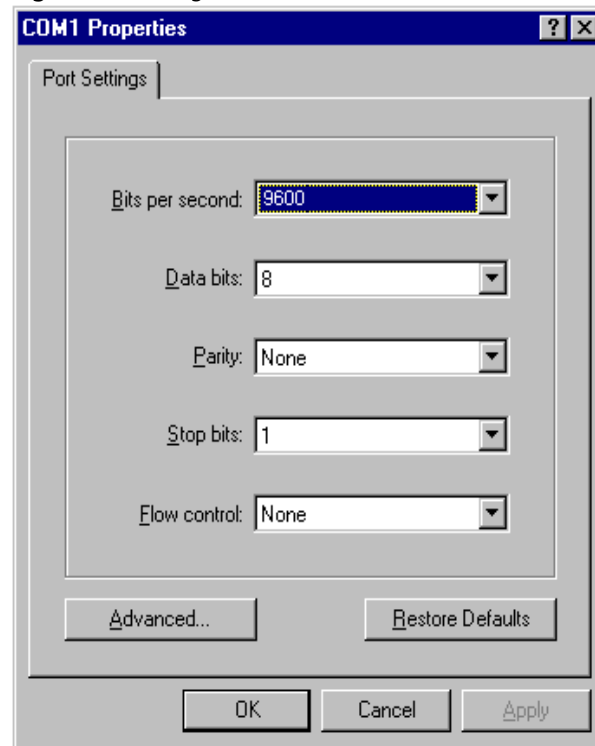 COM1 Properties
Port Settings
Bits per second: 9600
Data bits: 8
Parity: None
Stop bits: 1
Flow control: None
Advanced... Restore Defaults
OK Cancel Apply